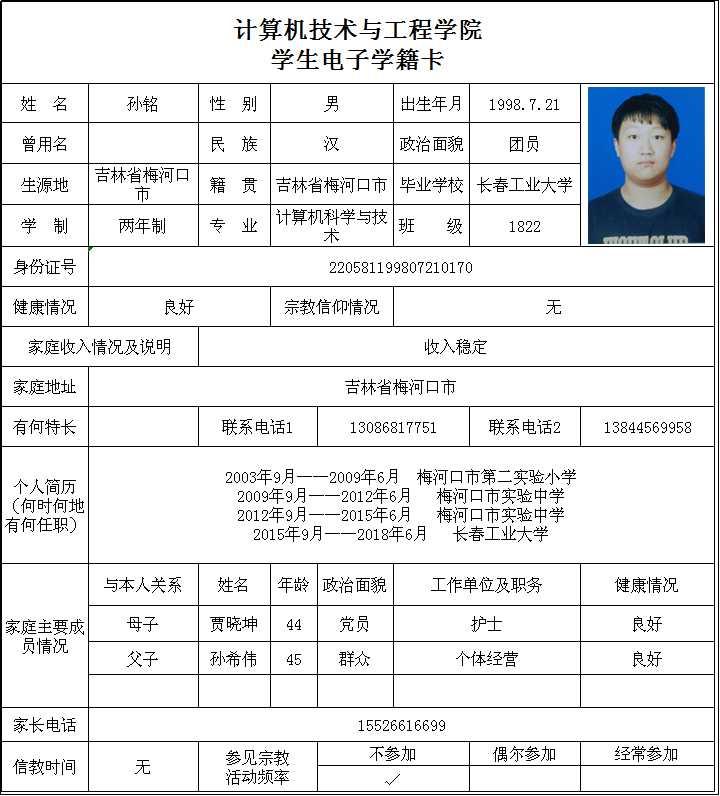 计算机技术与工程学院
学生电子学籍卡
姓 名 孙铭 性 别 男 出生年月 1998.7.21
曾用名 民 族 汉 政治面貌 团员
生源地 吉林省梅河口市 籍 贯 吉林省梅河口市 毕业学校 长春工业大学
学 制 两年制 专 业 计算机科学与技术 班 级 1822
身份证号 220581199807210170
健康情况 良好 宗教信仰情况 无
家庭收入情况及说明 收入稳定
家庭地址 吉林省梅河口市
有何特长 联系电话1 13086817751 联系电话2 13844569958
个人简历
(何时何地
有何任职)
2003年9月——2009年6月 梅河口市第二实验小学
2009年9月——2012年6月 梅河口市实验中学
2012年9月——2015年6月 梅河口市实验中学
2015年9月——2018年6月 长春工业大学
家庭主要成
员情况
与本人关系 姓名 年龄 政治面貌 工作单位及职务 健康情况
母子 贾晓坤 44 党员 护士 良好
父子 孙希伟 45 群众 个体经营 良好
家长电话 15526616699
信教时间 无 参见宗教
活动频率
不参加 偶尔参加 经常参加
✓